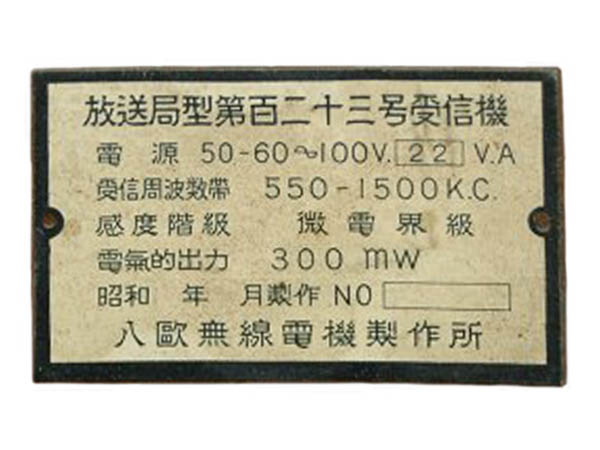 放送局型第百二十三号受信機
電源 50-60～100V. 22 V.A
受信周波数帯 550-1500K.C.
感度階級 微電界級
電氣的出力 300mW
昭和 年 月製作 NO
八歐無線電機製作所